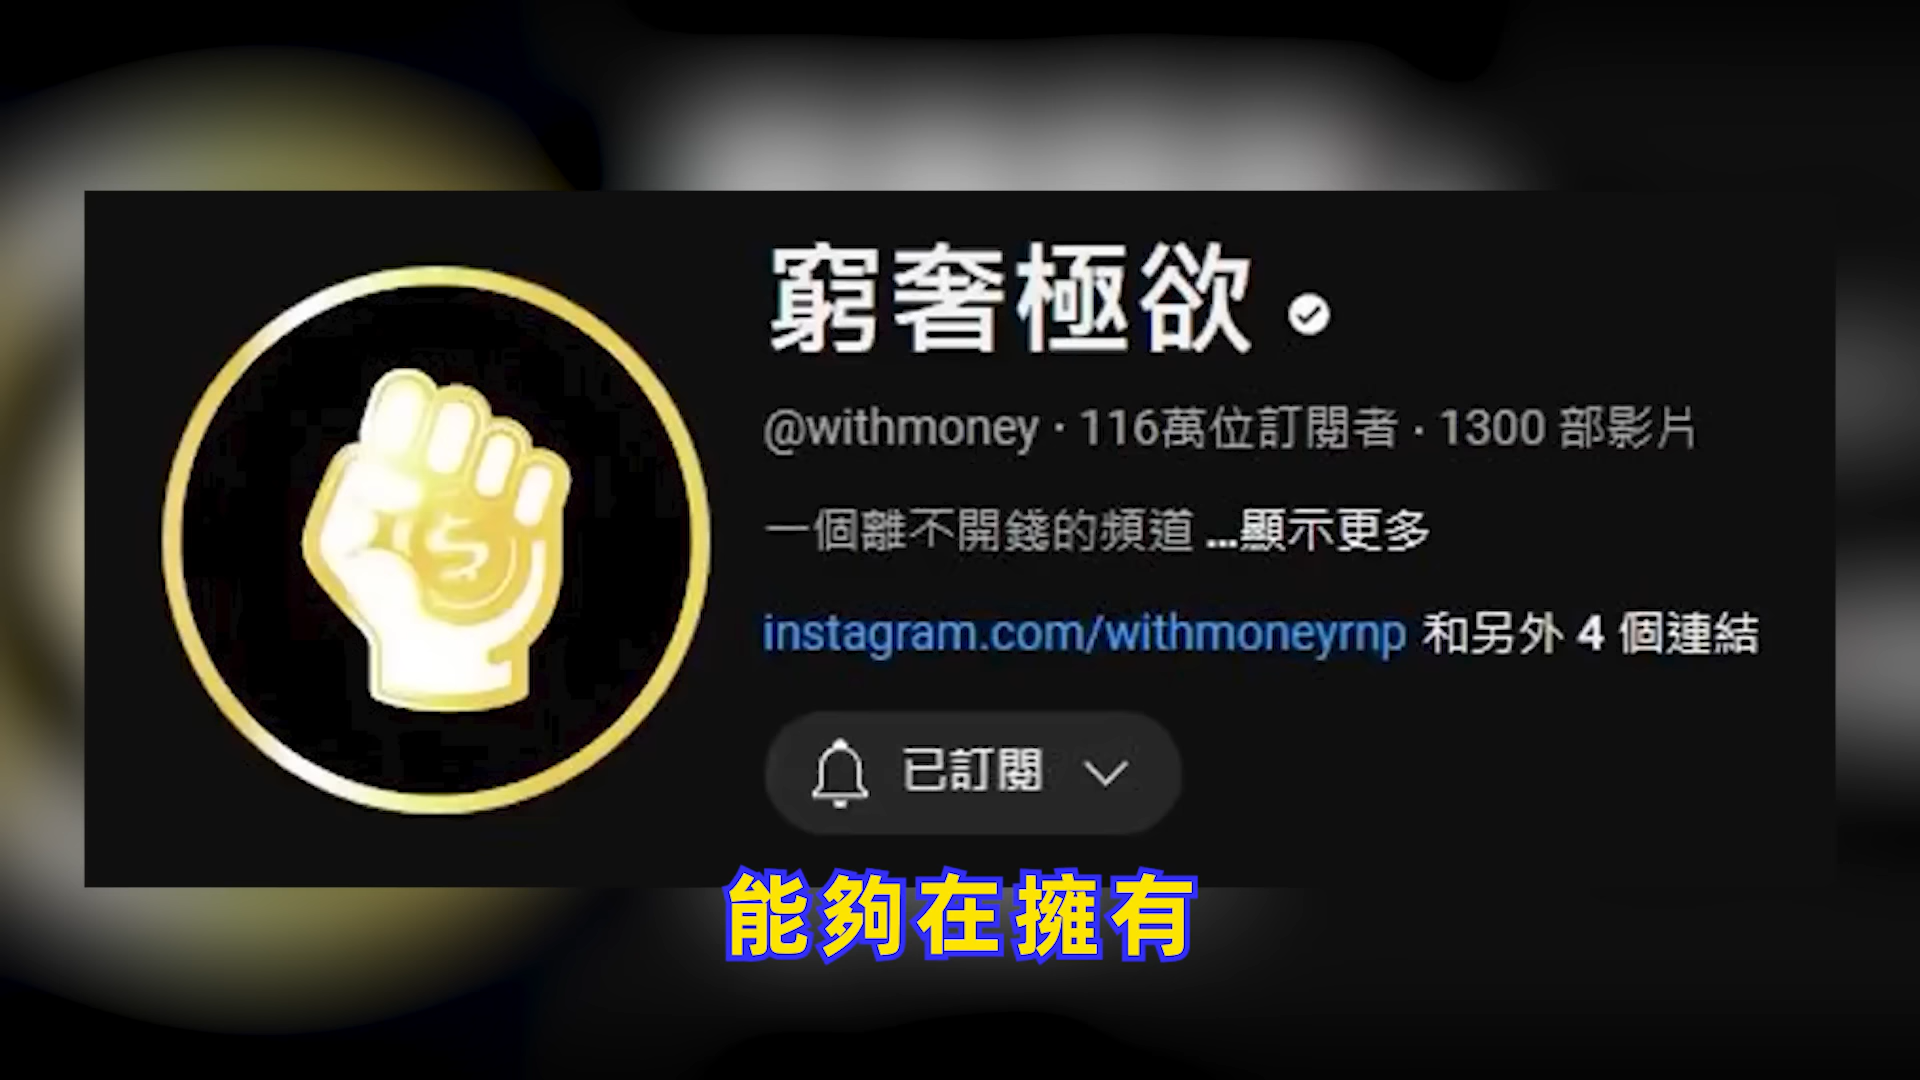 窮奢極欲
@withmoney · 116萬位訂閱者 · 1300 部影片
一個離不開錢的頻道 ...顯示更多
instagram.com/withmoneyrnp 和另外 4 個連結
已訂閱
能夠在擁有